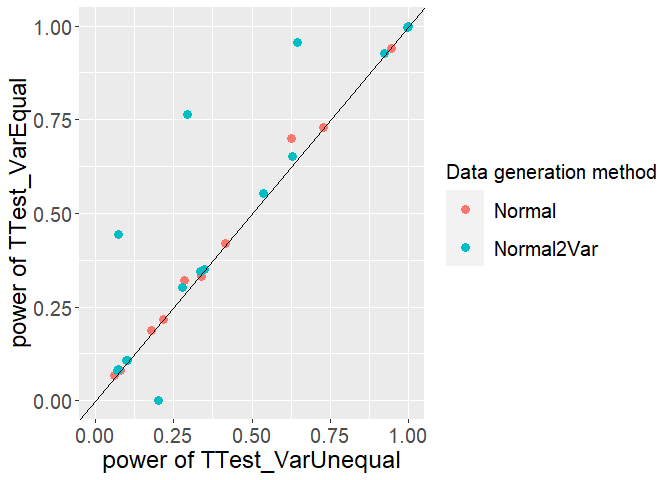 1.00
0.75
0.50
0.25
0.00
power of TTest_VarEqual
0.00 0.25 0.50 0.75 1.00
power of TTest_VarUnequal
Data generation method
Normal
Normal2Var